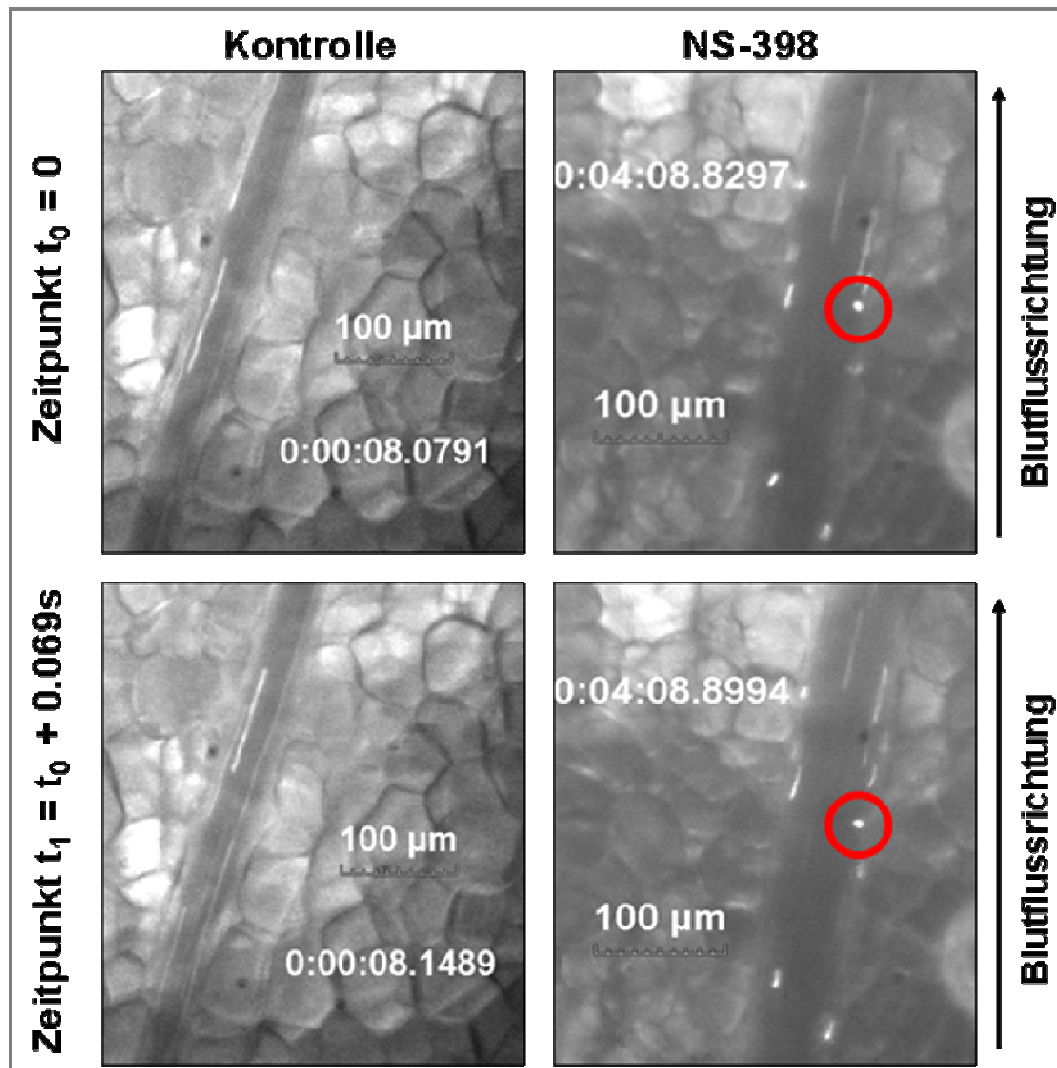 Kontrolle
NS-398
Zeitpunkt t₀ = 0
100 µm
0:00:08.0791
0:04:08.8297
100 µm
Blutflussrichtung
Zeitpunkt t₁ = t₀ + 0.069s
100 µm
0:00:08.1489
0:04:08.8994
100 µm
Blutflussrichtung